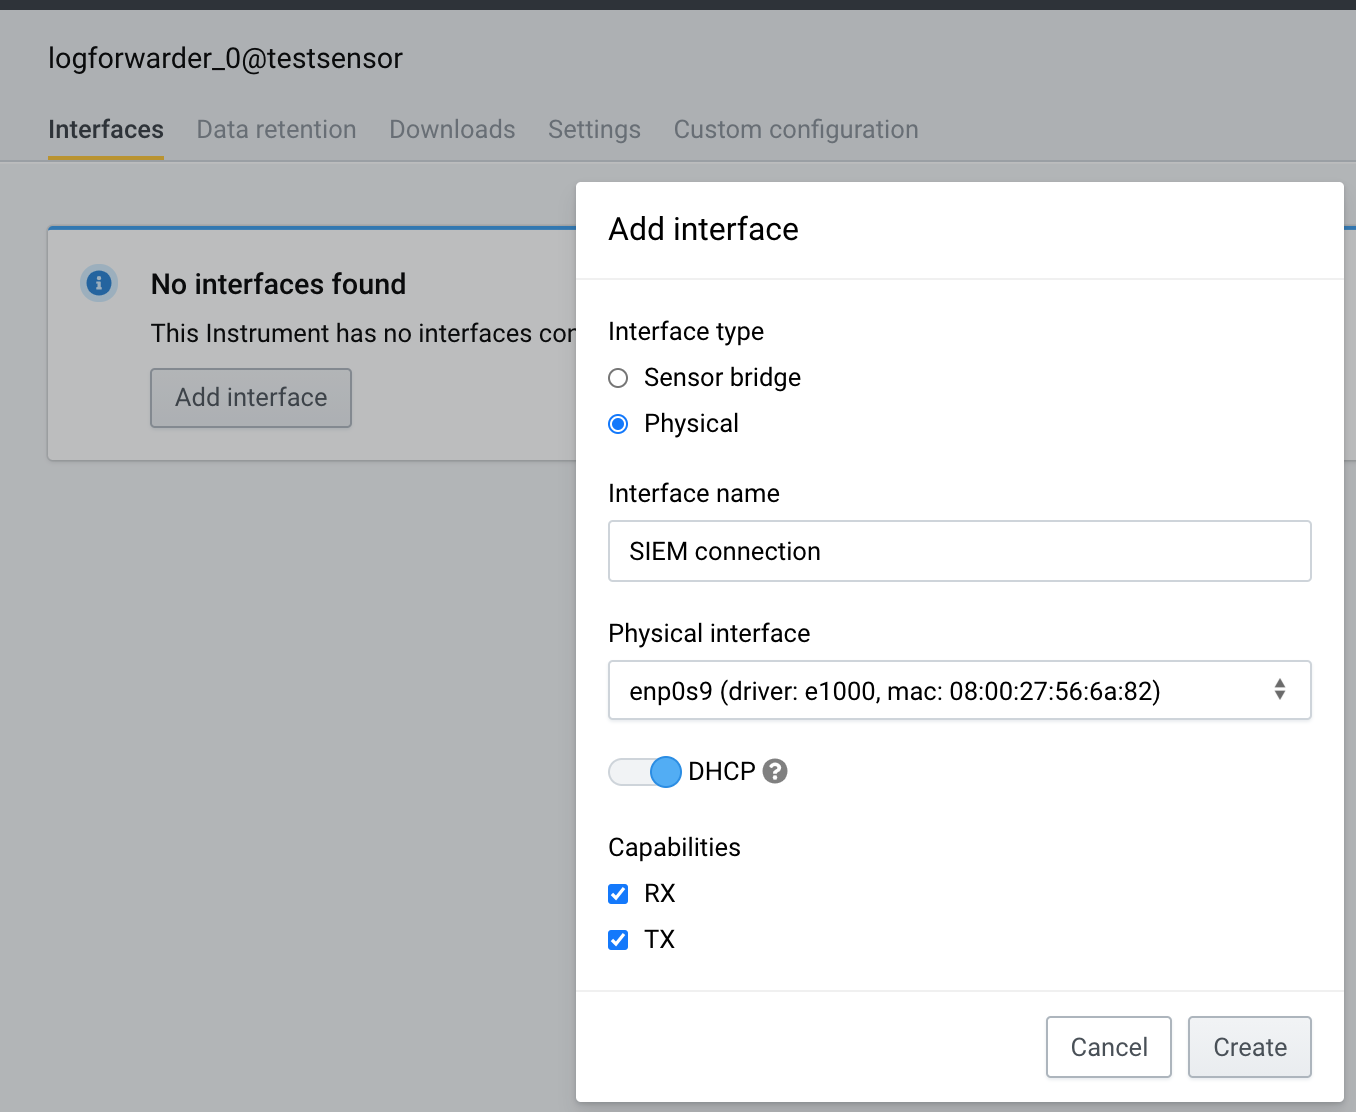 logforwarder_0@testsensor
Interfaces Data retention Downloads Settings Custom configuration
No interfaces found
This Instrument has no interfaces con
Add interface
Add interface
Interface type
Sensor bridge
Physical
Interface name
SIEM connection
Physical interface
enp0s9 (driver: e1000, mac: 08:00:27:56:6a:82)
DHCP ?
Capabilities
RX
TX
Cancel Create